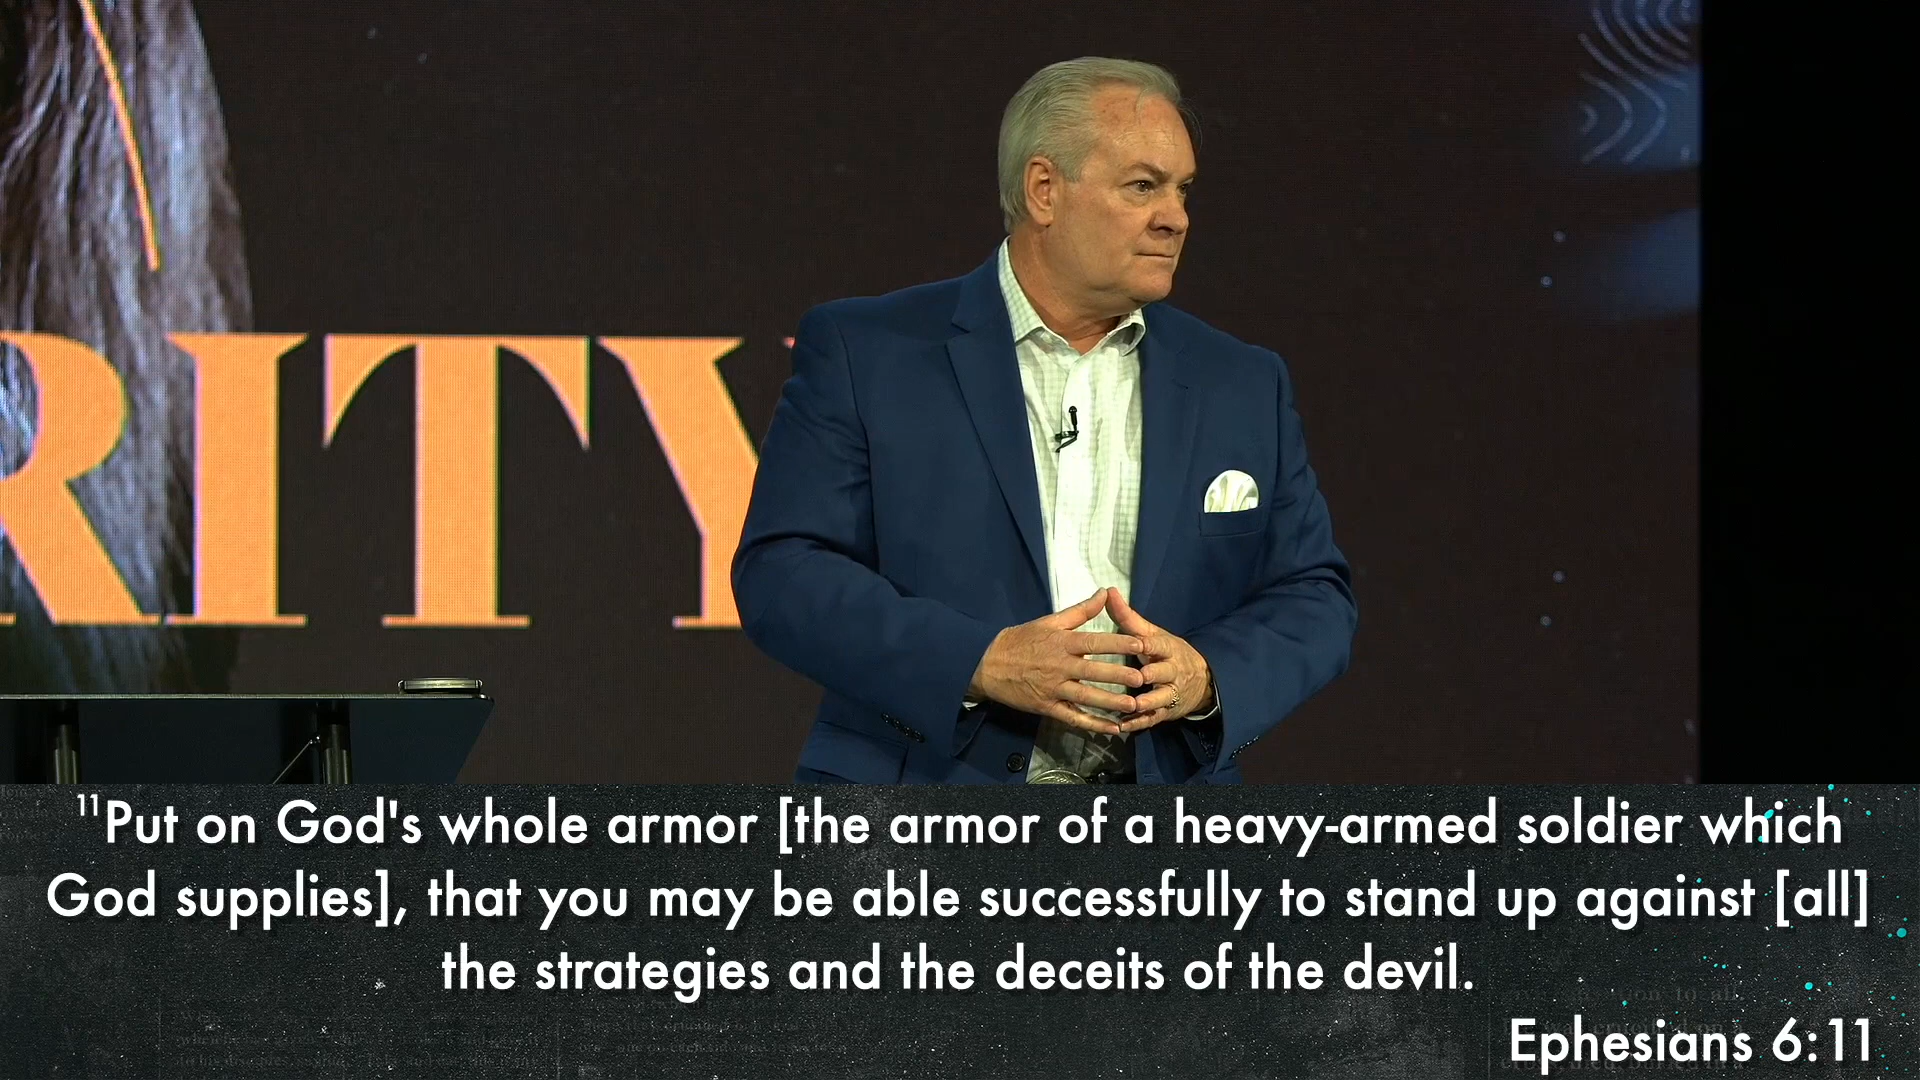 RITY
¹¹Put on God's whole armor [the armor of a heavy-armed soldier which
God supplies], that you may be able successfully to stand up against [all]
the strategies and the deceits of the devil.
Ephesians 6:11